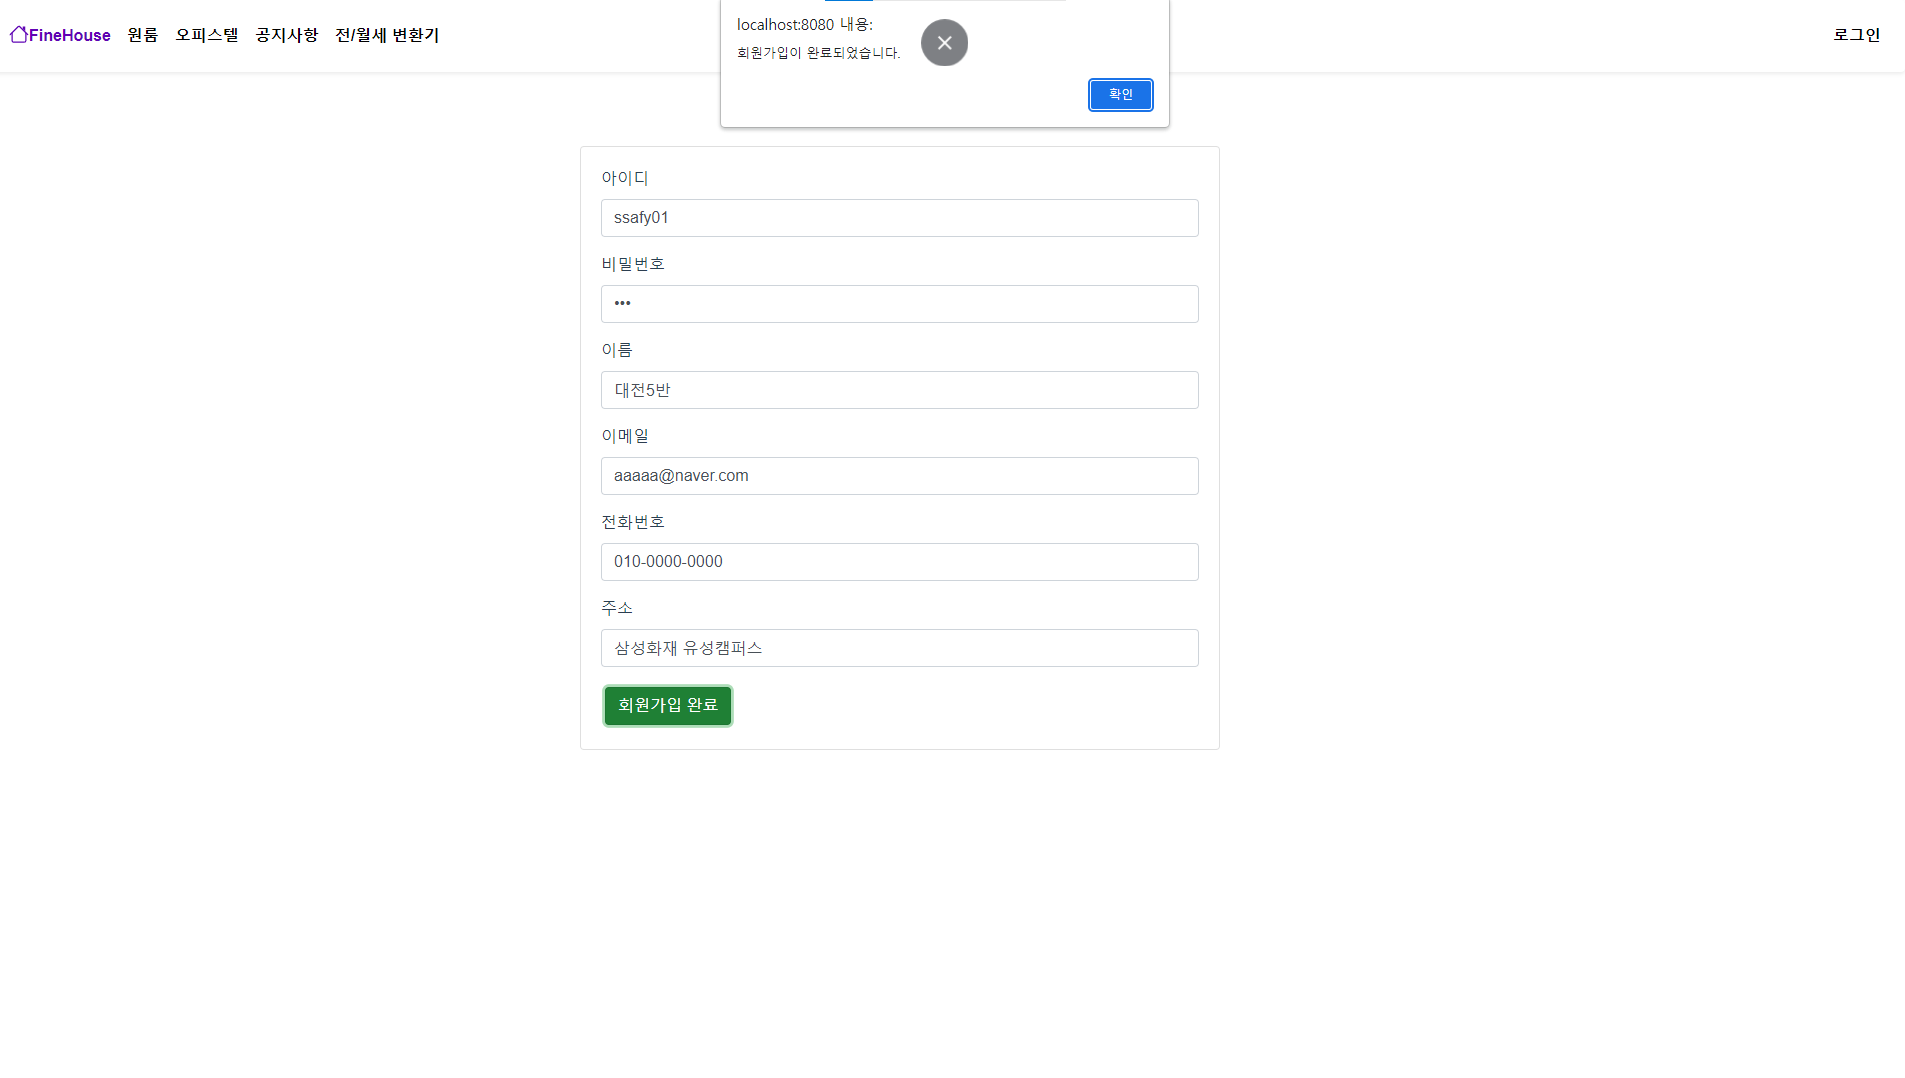 FineHouse 원룸 오피스텔 공지사항 전/월세 변환기 로그인
localhost:8080 내용:
회원가입이 완료되었습니다.
확인
아이디
ssafy01
비밀번호
•••
이름
대전5반
이메일
aaaaa@naver.com
전화번호
010-0000-0000
주소
삼성화재 유성캠퍼스
회원가입 완료